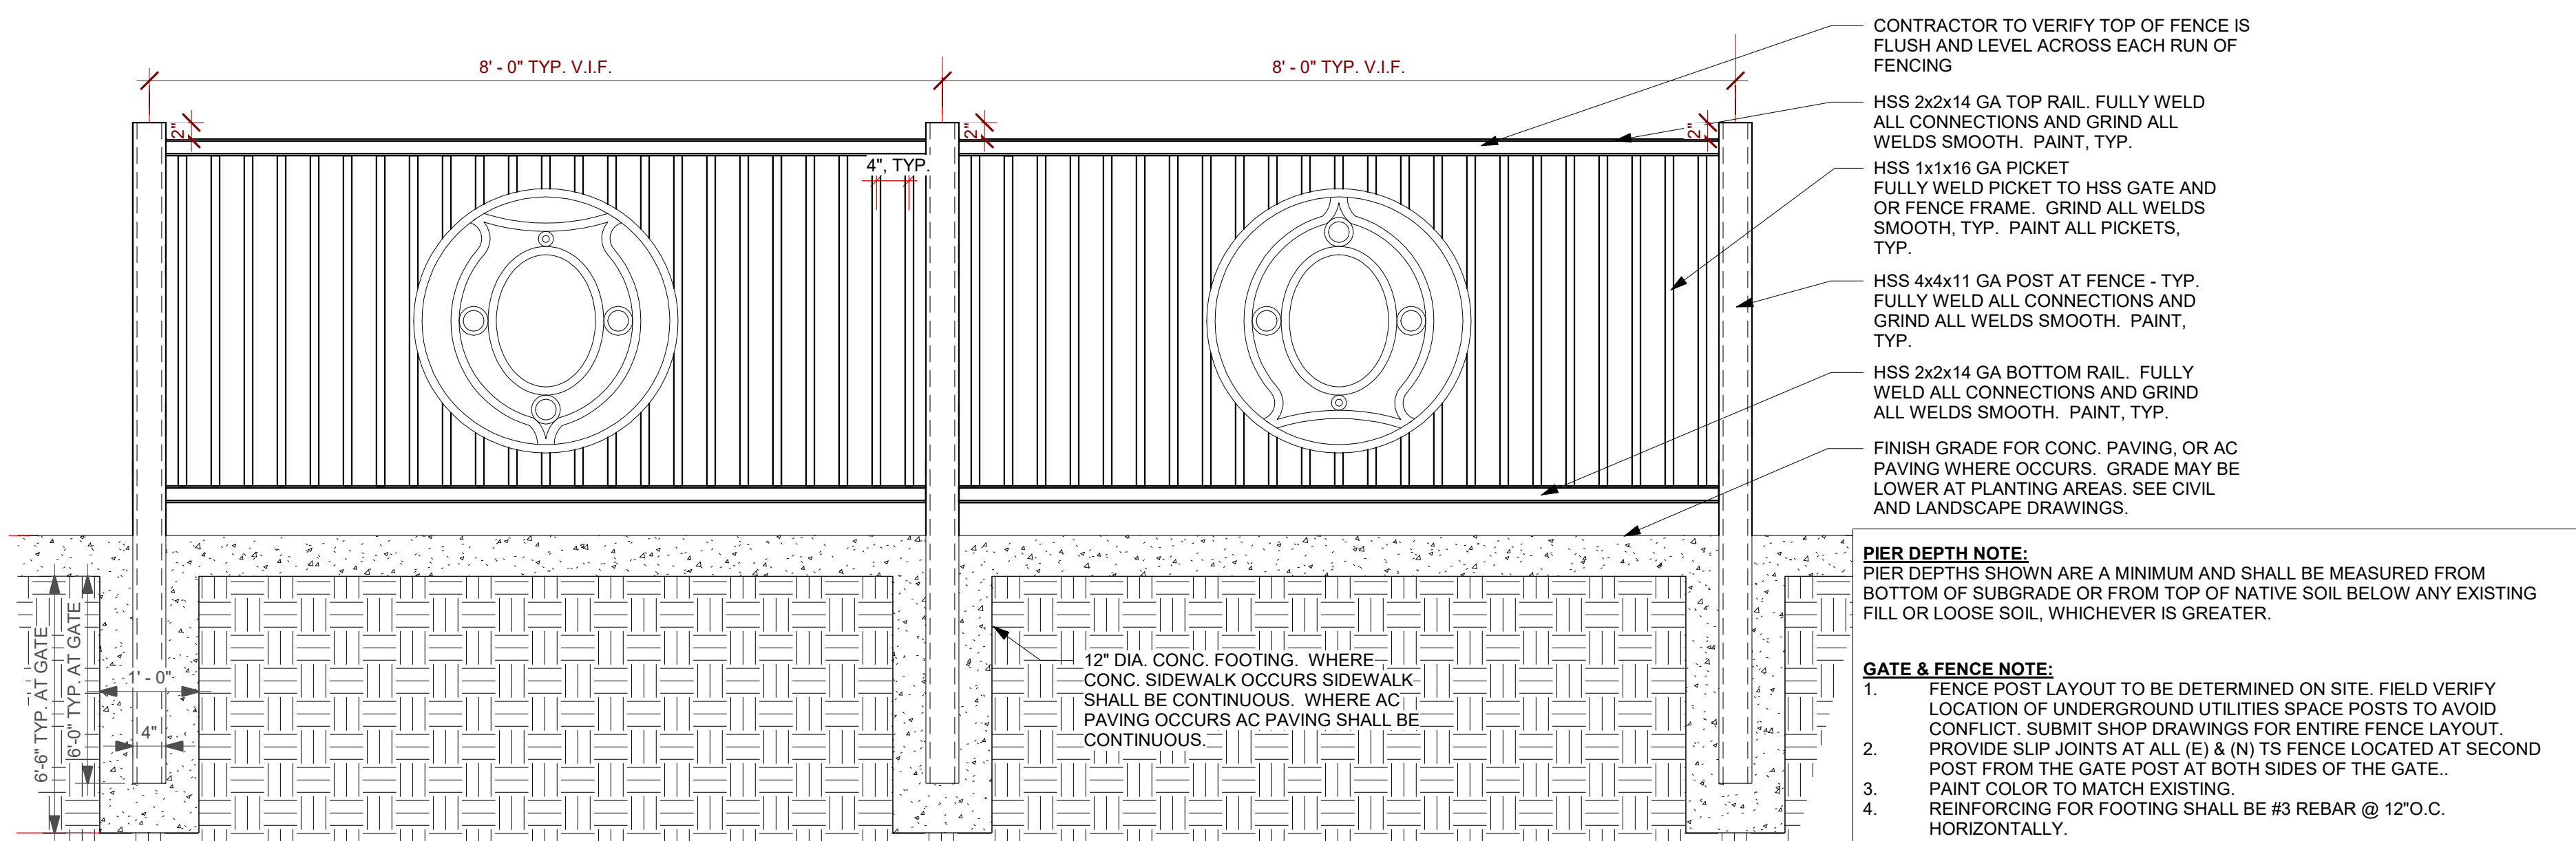 8' - 0" TYP. V.I.F.
8' - 0" TYP. V.I.F.
2"
2"
2"
4", TYP.
CONTRACTOR TO VERIFY TOP OF FENCE IS
FLUSH AND LEVEL ACROSS EACH RUN OF
FENCING
HSS 2x2x14 GA TOP RAIL. FULLY WELD
ALL CONNECTIONS AND GRIND ALL
WELDS SMOOTH. PAINT, TYP.
HSS 1x1x16 GA PICKET
FULLY WELD PICKET TO HSS GATE AND
OR FENCE FRAME. GRIND ALL WELDS
SMOOTH, TYP. PAINT ALL PICKETS,
TYP.
HSS 4x4x11 GA POST AT FENCE - TYP.
FULLY WELD ALL CONNECTIONS AND
GRIND ALL WELDS SMOOTH. PAINT,
TYP.
HSS 2x2x14 GA BOTTOM RAIL. FULLY
WELD ALL CONNECTIONS AND GRIND
ALL WELDS SMOOTH. PAINT, TYP.
FINISH GRADE FOR CONC. PAVING, OR AC
PAVING WHERE OCCURS. GRADE MAY BE
LOWER AT PLANTING AREAS. SEE CIVIL
AND LANDSCAPE DRAWINGS.
6'-6" TYP. AT GATE
6'-0" TYP. AT GATE
1' - 0"
4"
12" DIA. CONC. FOOTING. WHERE
CONC. SIDEWALK OCCURS SIDEWALK
SHALL BE CONTINUOUS. WHERE AC
PAVING OCCURS AC PAVING SHALL BE
CONTINUOUS.
PIER DEPTH NOTE:
PIER DEPTHS SHOWN ARE A MINIMUM AND SHALL BE MEASURED FROM
BOTTOM OF SUBGRADE OR FROM TOP OF NATIVE SOIL BELOW ANY EXISTING
FILL OR LOOSE SOIL, WHICHEVER IS GREATER.
GATE & FENCE NOTE:
1. FENCE POST LAYOUT TO BE DETERMINED ON SITE. FIELD VERIFY
LOCATION OF UNDERGROUND UTILITIES SPACE POSTS TO AVOID
CONFLICT. SUBMIT SHOP DRAWINGS FOR ENTIRE FENCE LAYOUT.
2. PROVIDE SLIP JOINTS AT ALL (E) & (N) TS FENCE LOCATED AT SECOND
POST FROM THE GATE POST AT BOTH SIDES OF THE GATE..
3. PAINT COLOR TO MATCH EXISTING.
4. REINFORCING FOR FOOTING SHALL BE #3 REBAR @ 12"O.C.
HORIZONTALLY.